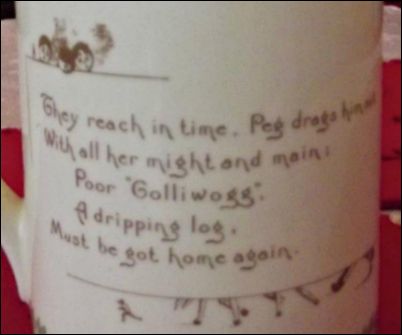 They reach in time. Peg drags him out
With all her might and main;
Poor "Golliwogg".
A dripping log,
Must be got home again.